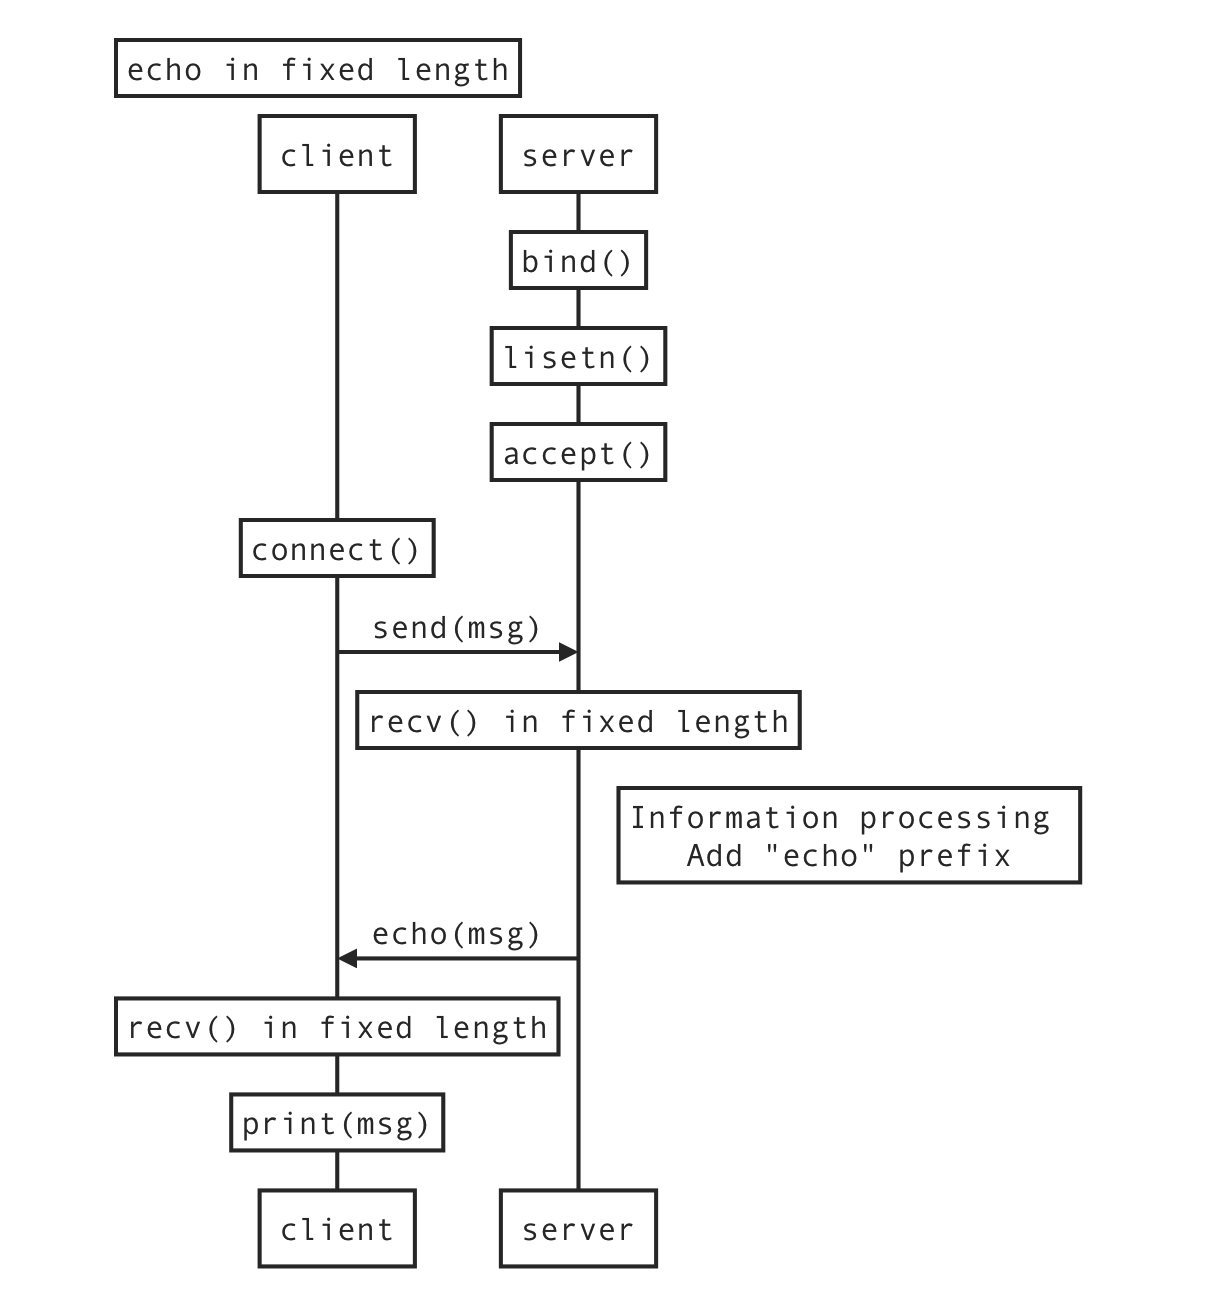 echo in fixed length
client
server
bind()
lisetn()
accept()
connect()
send(msg)
recv() in fixed length
Information processing
Add "echo" prefix
echo(msg)
recv() in fixed length
print(msg)
client
server